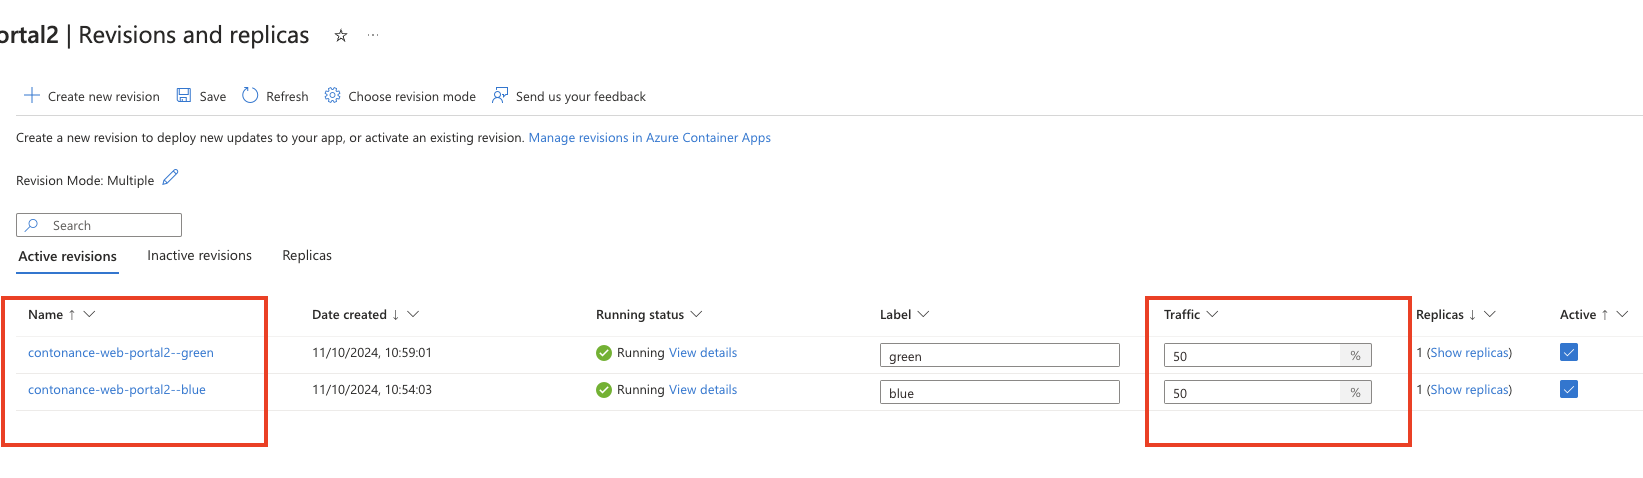 ortal2 | Revisions and replicas
Create new revision Save Refresh Choose revision mode Send us your feedback
Create a new revision to deploy new updates to your app, or activate an existing revision. Manage revisions in Azure Container Apps
Revision Mode: Multiple
Search
Active revisions Inactive revisions Replicas
Name ↑ Date created ↓ Running status Label Traffic Replicas ↓ Active ↑
contonance-web-portal2--green 11/10/2024, 10:59:01 Running View details green 50 % 1 (Show replicas)
contonance-web-portal2--blue 11/10/2024, 10:54:03 Running View details blue 50 % 1 (Show replicas)